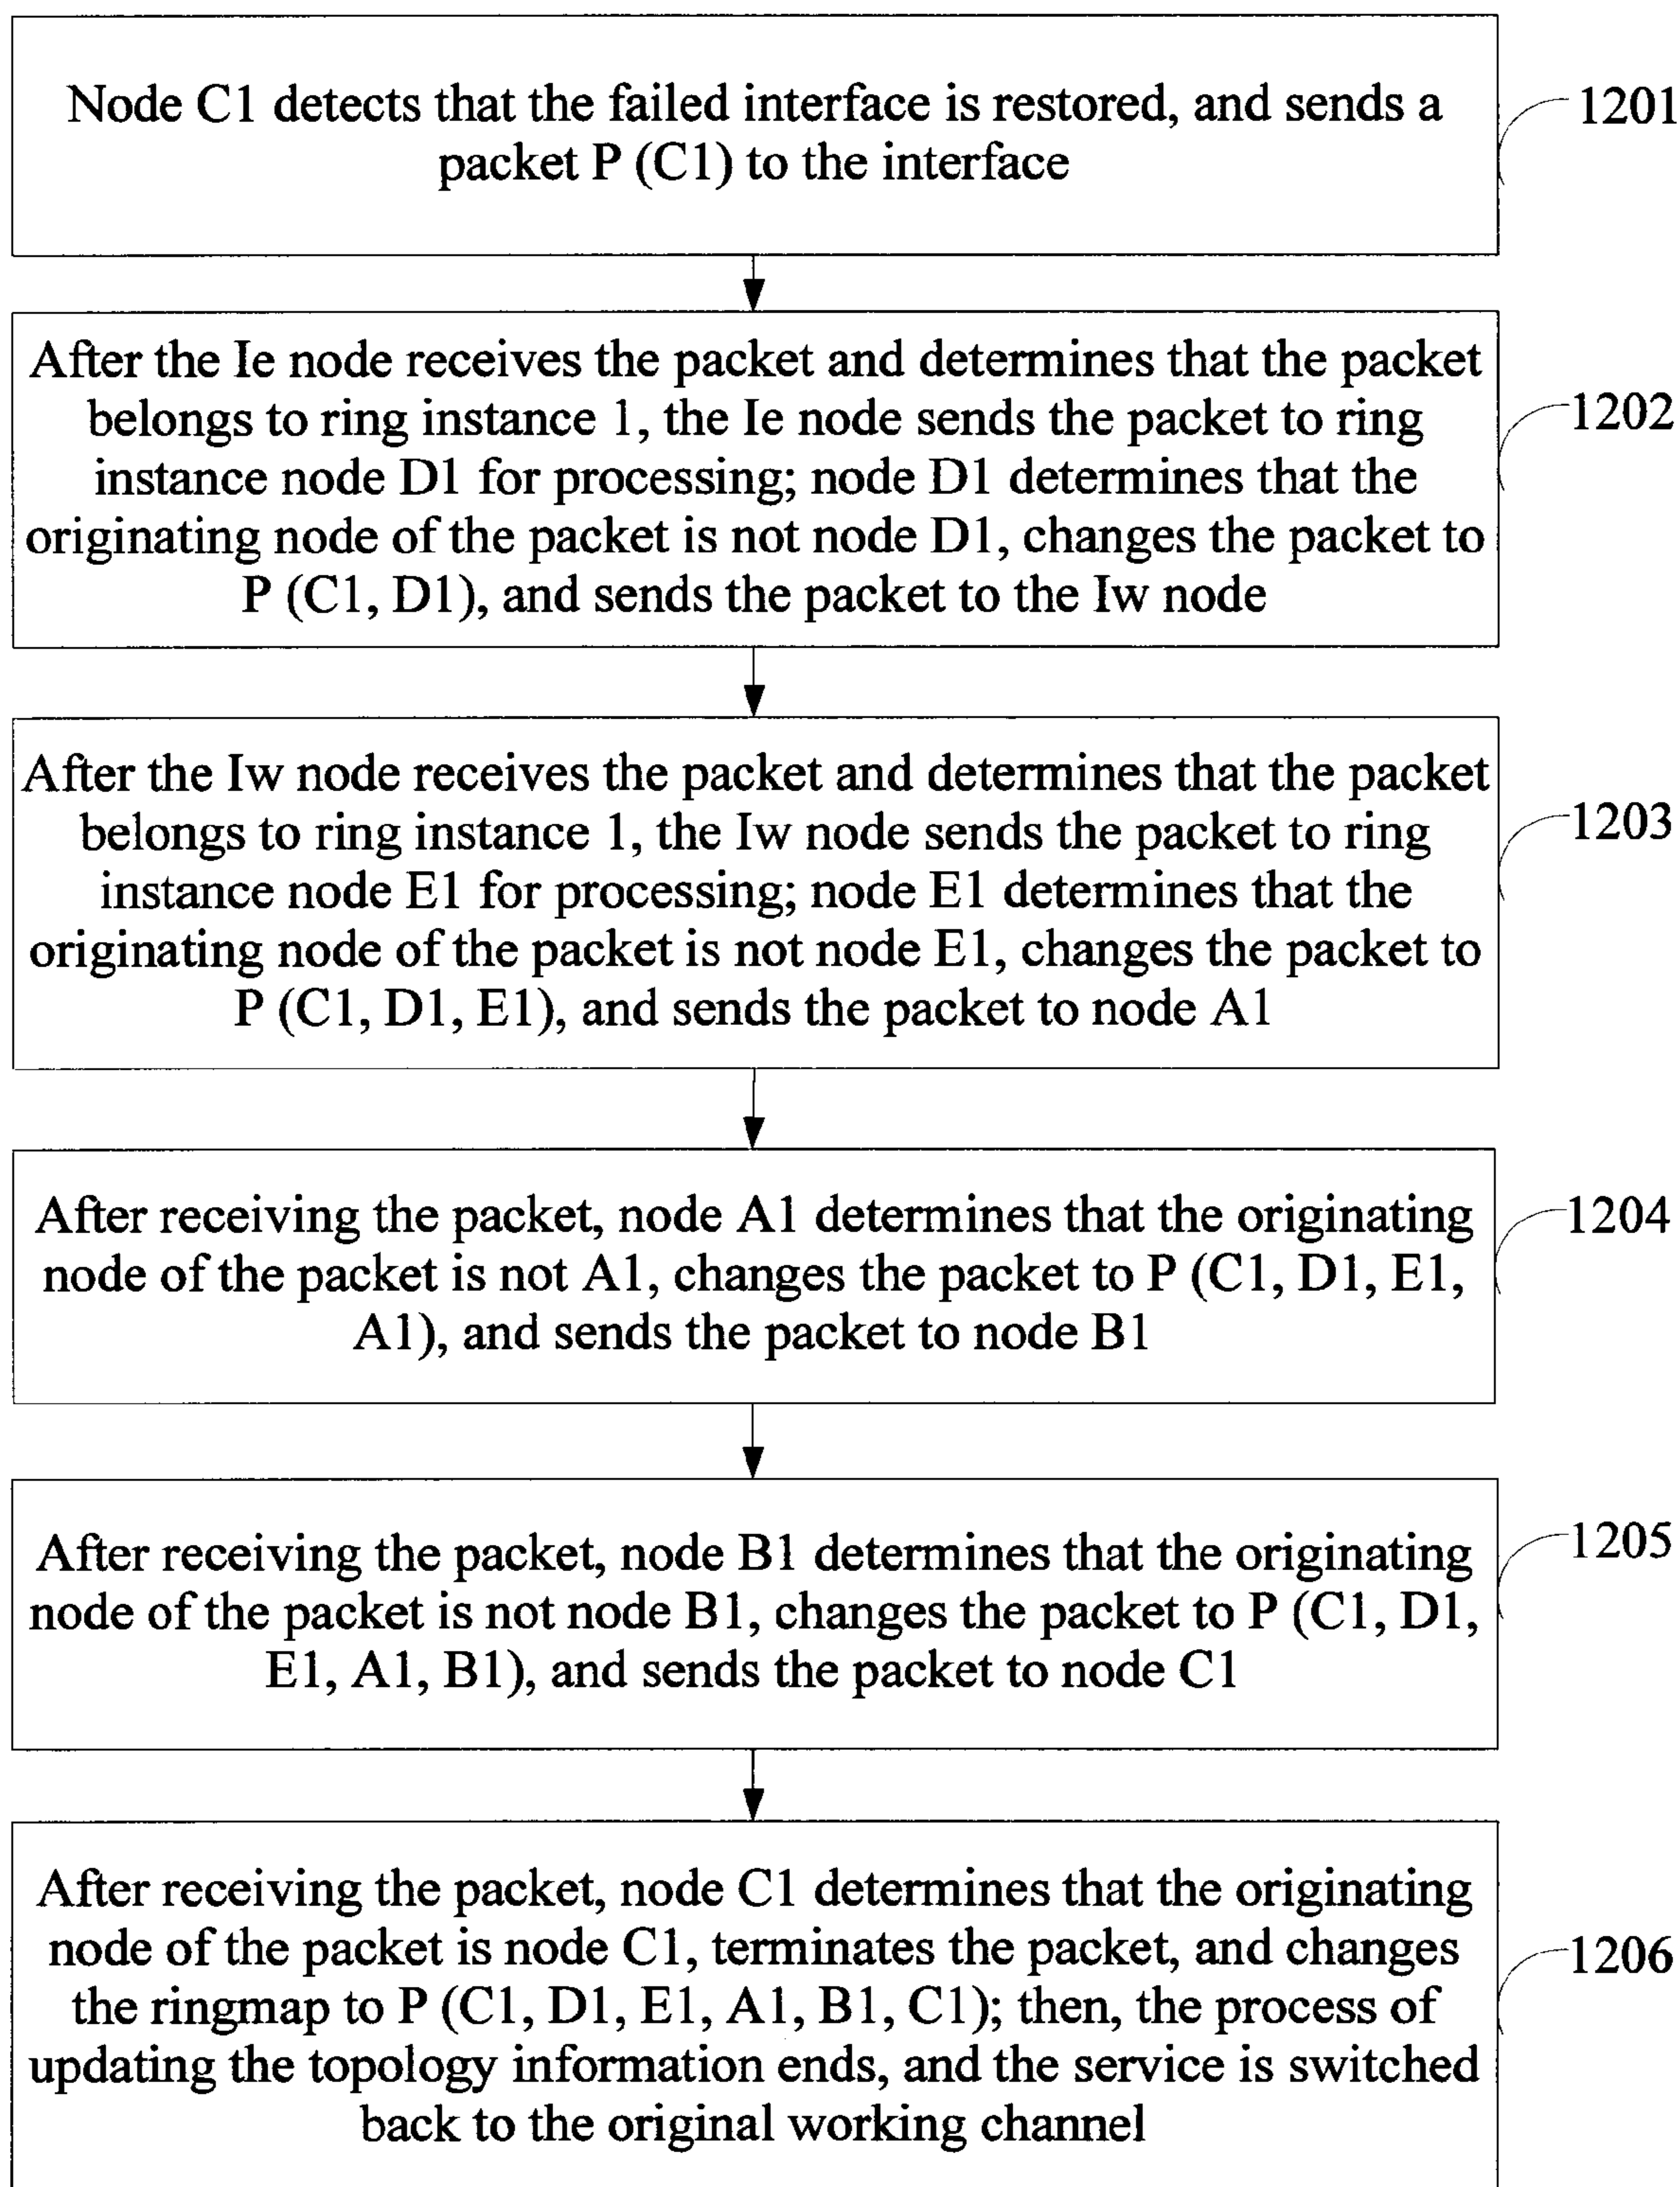 Node C1 detects that the failed interface is restored, and sends a
packet P (C1) to the interface
1201
After the Ie node receives the packet and determines that the packet
belongs to ring instance 1, the Ie node sends the packet to ring
instance node D1 for processing; node D1 determines that the
originating node of the packet is not node D1, changes the packet to
P (C1, D1), and sends the packet to the Iw node
1202
After the Iw node receives the packet and determines that the packet
belongs to ring instance 1, the Iw node sends the packet to ring
instance node E1 for processing; node E1 determines that the
originating node of the packet is not node E1, changes the packet to
P (C1, D1, E1), and sends the packet to node A1
1203
After receiving the packet, node A1 determines that the originating
node of the packet is not A1, changes the packet to P (C1, D1, E1,
A1), and sends the packet to node B1
1204
After receiving the packet, node B1 determines that the originating
node of the packet is not node B1, changes the packet to P (C1, D1,
E1, A1, B1), and sends the packet to node C1
1205
After receiving the packet, node C1 determines that the originating
node of the packet is node C1, terminates the packet, and changes
the ringmap to P (C1, D1, E1, A1, B1, C1); then, the process of
updating the topology information ends, and the service is switched
back to the original working channel
1206